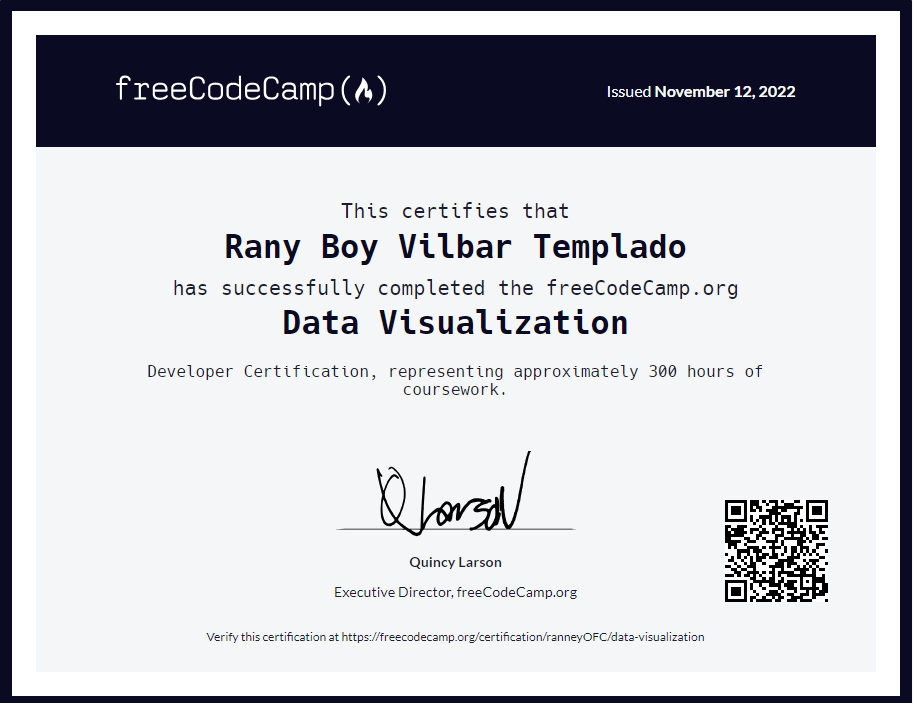 freeCodeCamp
Issued November 12, 2022
This certifies that
Rany Boy Vilbar Templado
has successfully completed the freeCodeCamp.org
Data Visualization
Developer Certification, representing approximately 300 hours of
coursework.
Q Larson
Quincy Larson
Executive Director, freeCodeCamp.org
Verify this certification at https://freecodecamp.org/certification/ranneyOFC/data-visualization